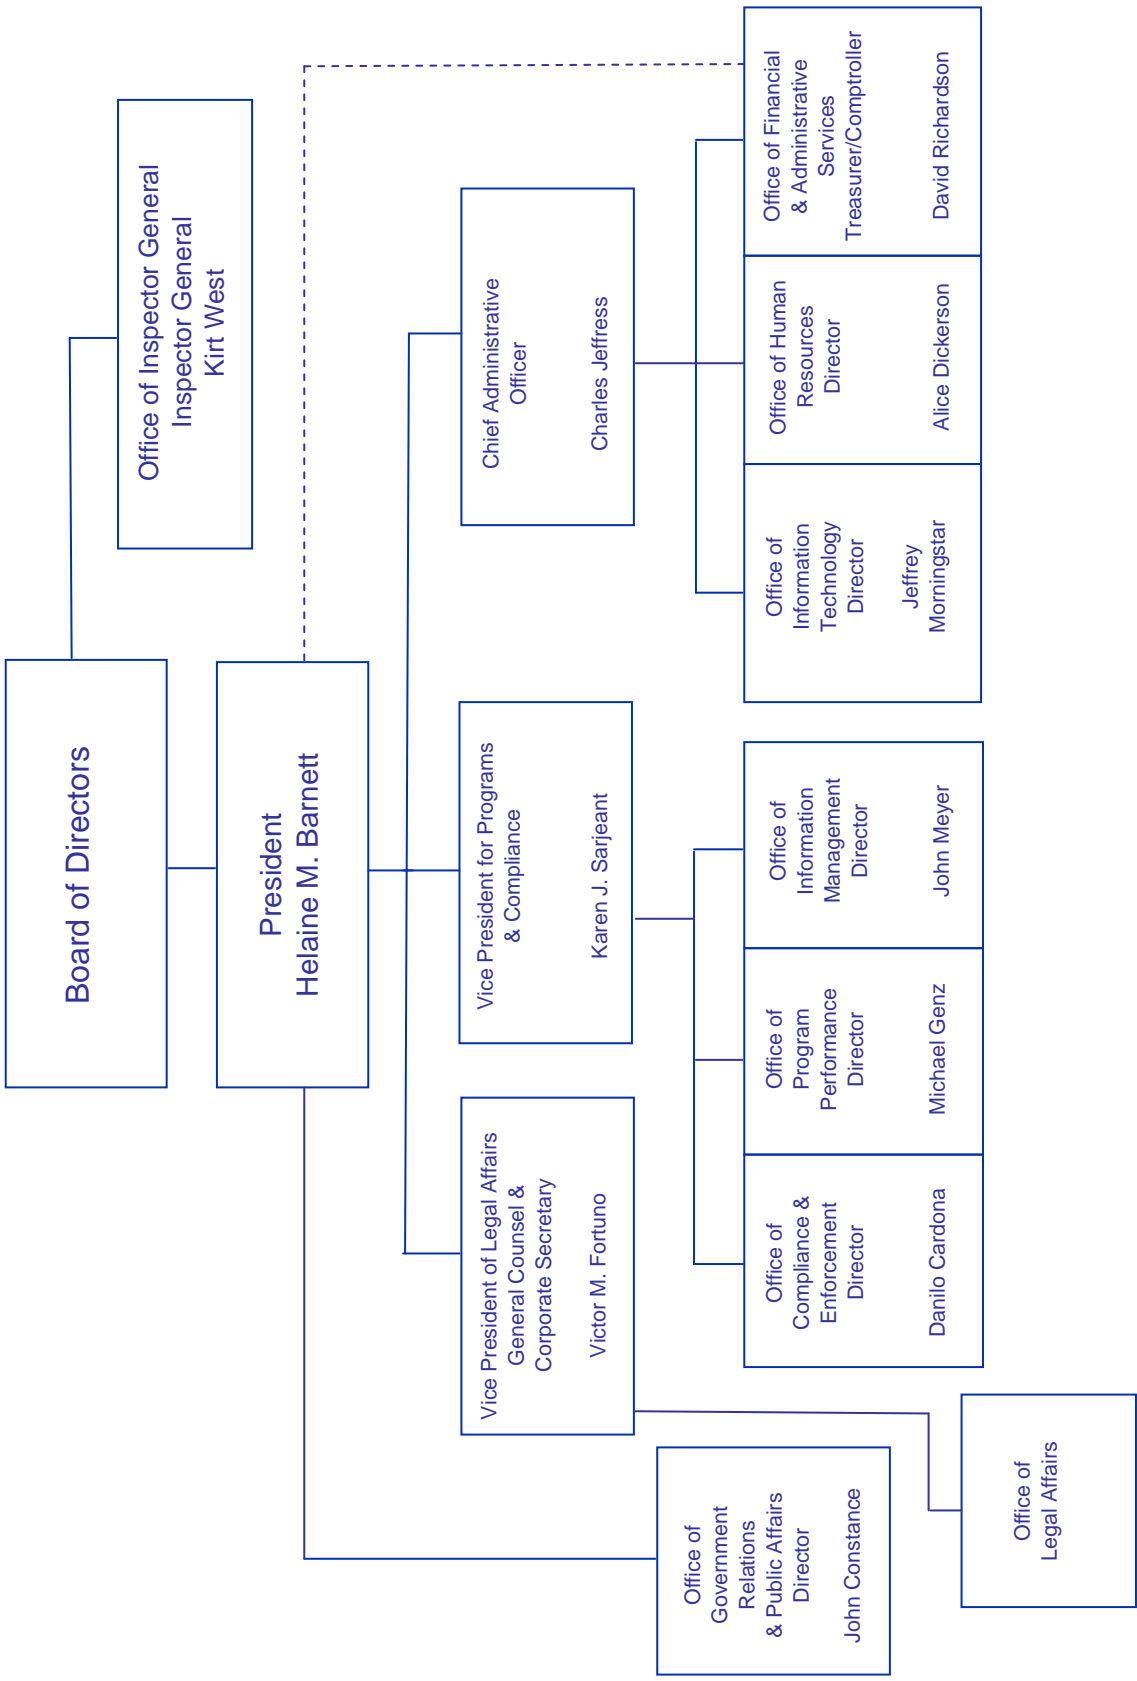 Board of Directors
Office of Inspector General
Inspector General
Kirt West
President
Helaine M. Barnett
Vice President of Legal Affairs
General Counsel &
Corporate Secretary
Victor M. Fortuno
Vice President for Programs
& Compliance
Karen J. Sarjeant
Chief Administrative
Officer
Charles Jeffress
Office of
Government
Relations
& Public Affairs
Director
John Constance
Office of
Compliance &
Enforcement
Director
Danilo Cardona
Office of
Program
Performance
Director
Michael Genz
Office of
Information
Management
Director
John Meyer
Office of
Information
Technology
Director
Jeffrey
Morningstar
Office of Human
Resources
Director
Alice Dickerson
Office of Financial
& Administrative
Services
Treasurer/Comptroller
David Richardson
Office of
Legal Affairs